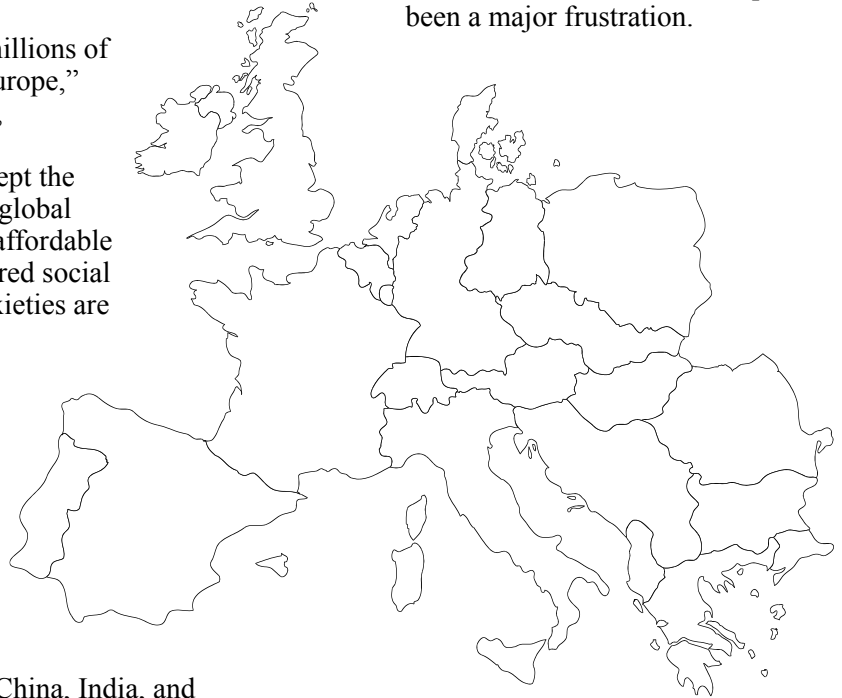 been a major frustration.
illions of
urope,”
ept the
global
affordable
red social
xieties are
China, India, and